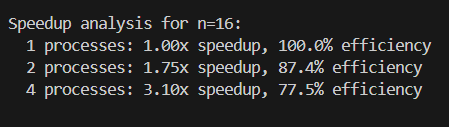 Speedup analysis for n=16:
  1 processes: 1.00x speedup, 100.0% efficiency
  2 processes: 1.75x speedup, 87.4% efficiency
  4 processes: 3.10x speedup, 77.5% efficiency